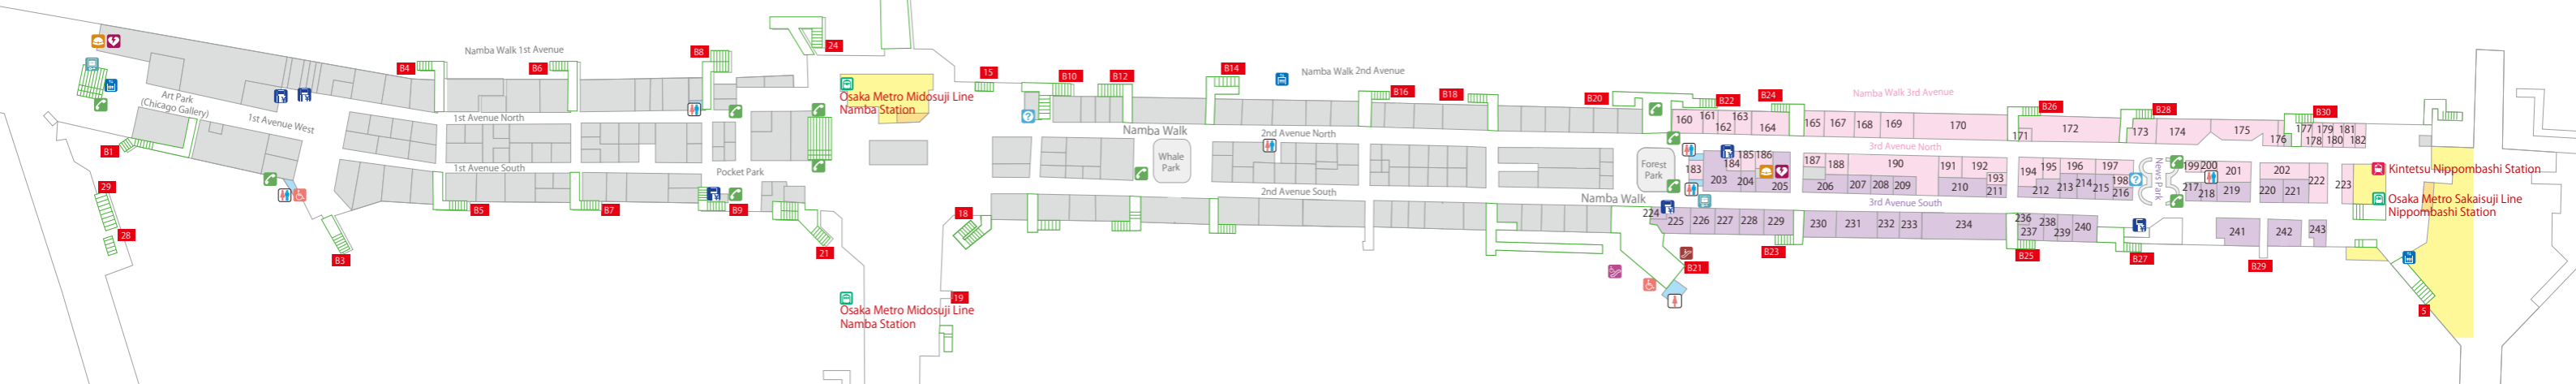 Namba Walk 1st Avenue
B4
B6
B8
24
Art Park
(Chicago Gallery)
1st Avenue West
1st Avenue North
1st Avenue South
Pocket Park
B1
29
28
B3
B5
B7
B9
21
Osaka Metro Midosuji Line
Namba Station
Osaka Metro Midosuji Line
Namba Station
15
18
19
B10
B12
B14
Namba Walk 2nd Avenue
B16
B18
B20
Namba Walk
2nd Avenue North
Whale
Park
2nd Avenue South
Forest
Park
Namba Walk
B22
B24
Namba Walk 3rd Avenue
B26
B28
B30
160 161 162 163 164 165 167 168 169 170 171 172 173 174 175 176 177 178 179 180 181 182
3rd Avenue North
183 184 185 186 187 188 190 191 192 193 194 195 196 197 198 199 200 201 202 222 223
203 204 205 206 207 208 209 210 211 212 213 214 215 216 217 218 219 220 221
News Park
3rd Avenue South
224 225 226 227 228 229 230 231 232 233 234 236 237 238 239 240 241 242 243
B21
B23
B25
B27
B29
5
Kintetsu Nippombashi Station
Osaka Metro Sakaisuji Line
Nippombashi Station